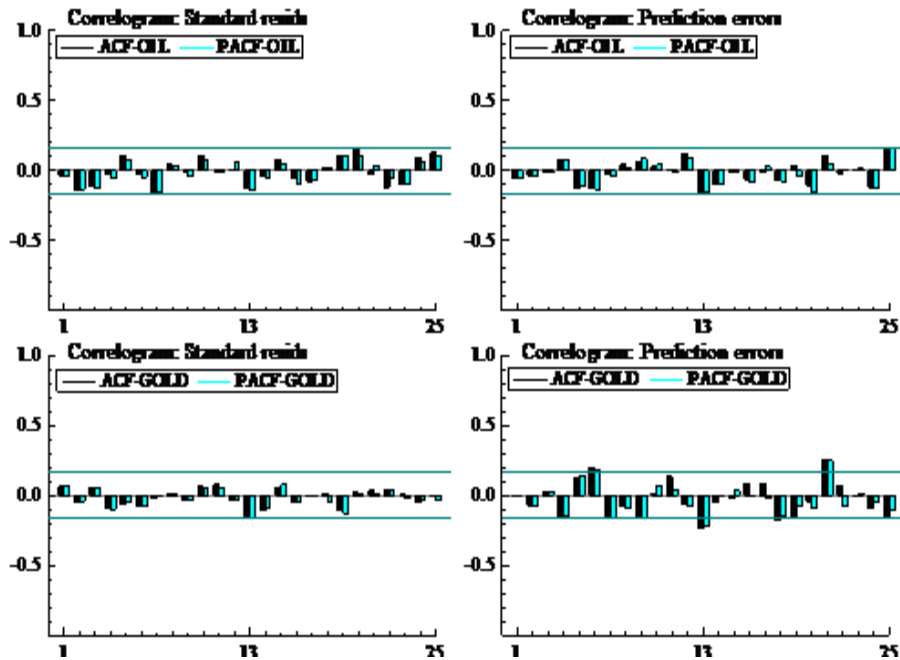 Correlogram: Standard resids
1.0
ACF-OIL PACF-OIL
0.5
0.0
-0.5
1 13 25
Correlogram: Prediction errors
1.0
ACF-OIL PACF-OIL
0.5
0.0
-0.5
1 13 25
Correlogram: Standard resids
1.0
ACF-GOLD PACF-GOLD
0.5
0.0
-0.5
1 13 25
Correlogram: Prediction errors
1.0
ACF-GOLD PACF-GOLD
0.5
0.0
-0.5
1 13 25